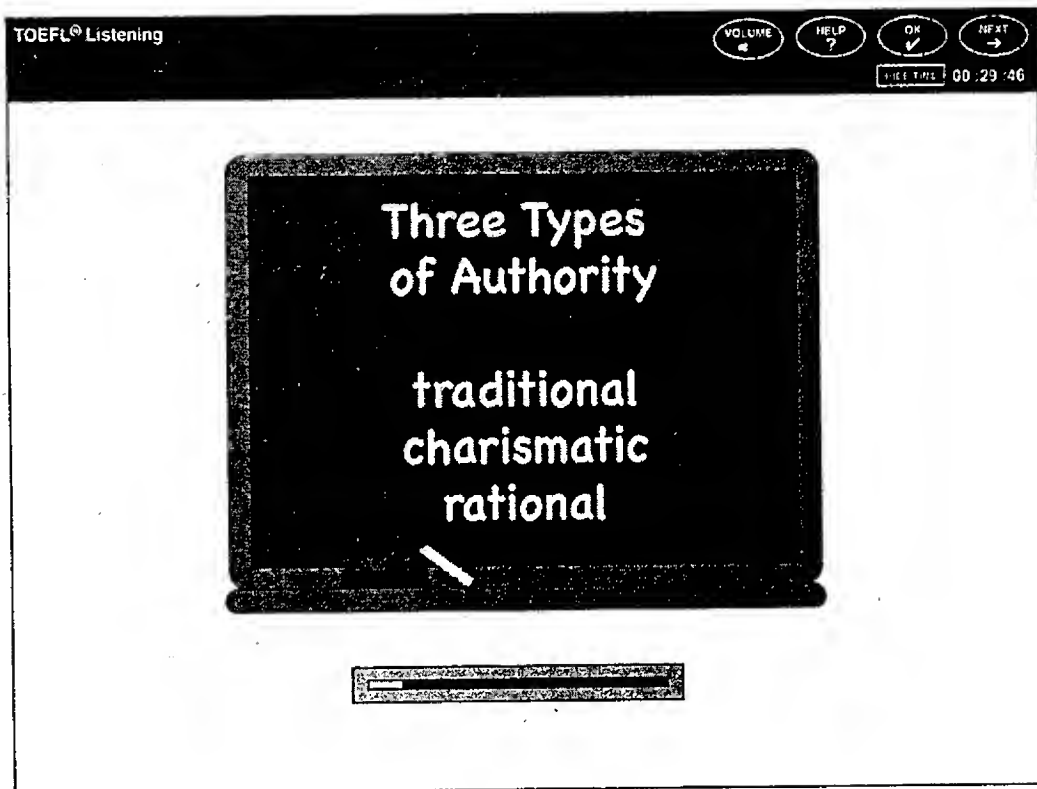 TOEFL® Listening
VOLUME
HELP
?
OK
NEXT
00:29:46
Three Types
of Authority
traditional
charismatic
rational